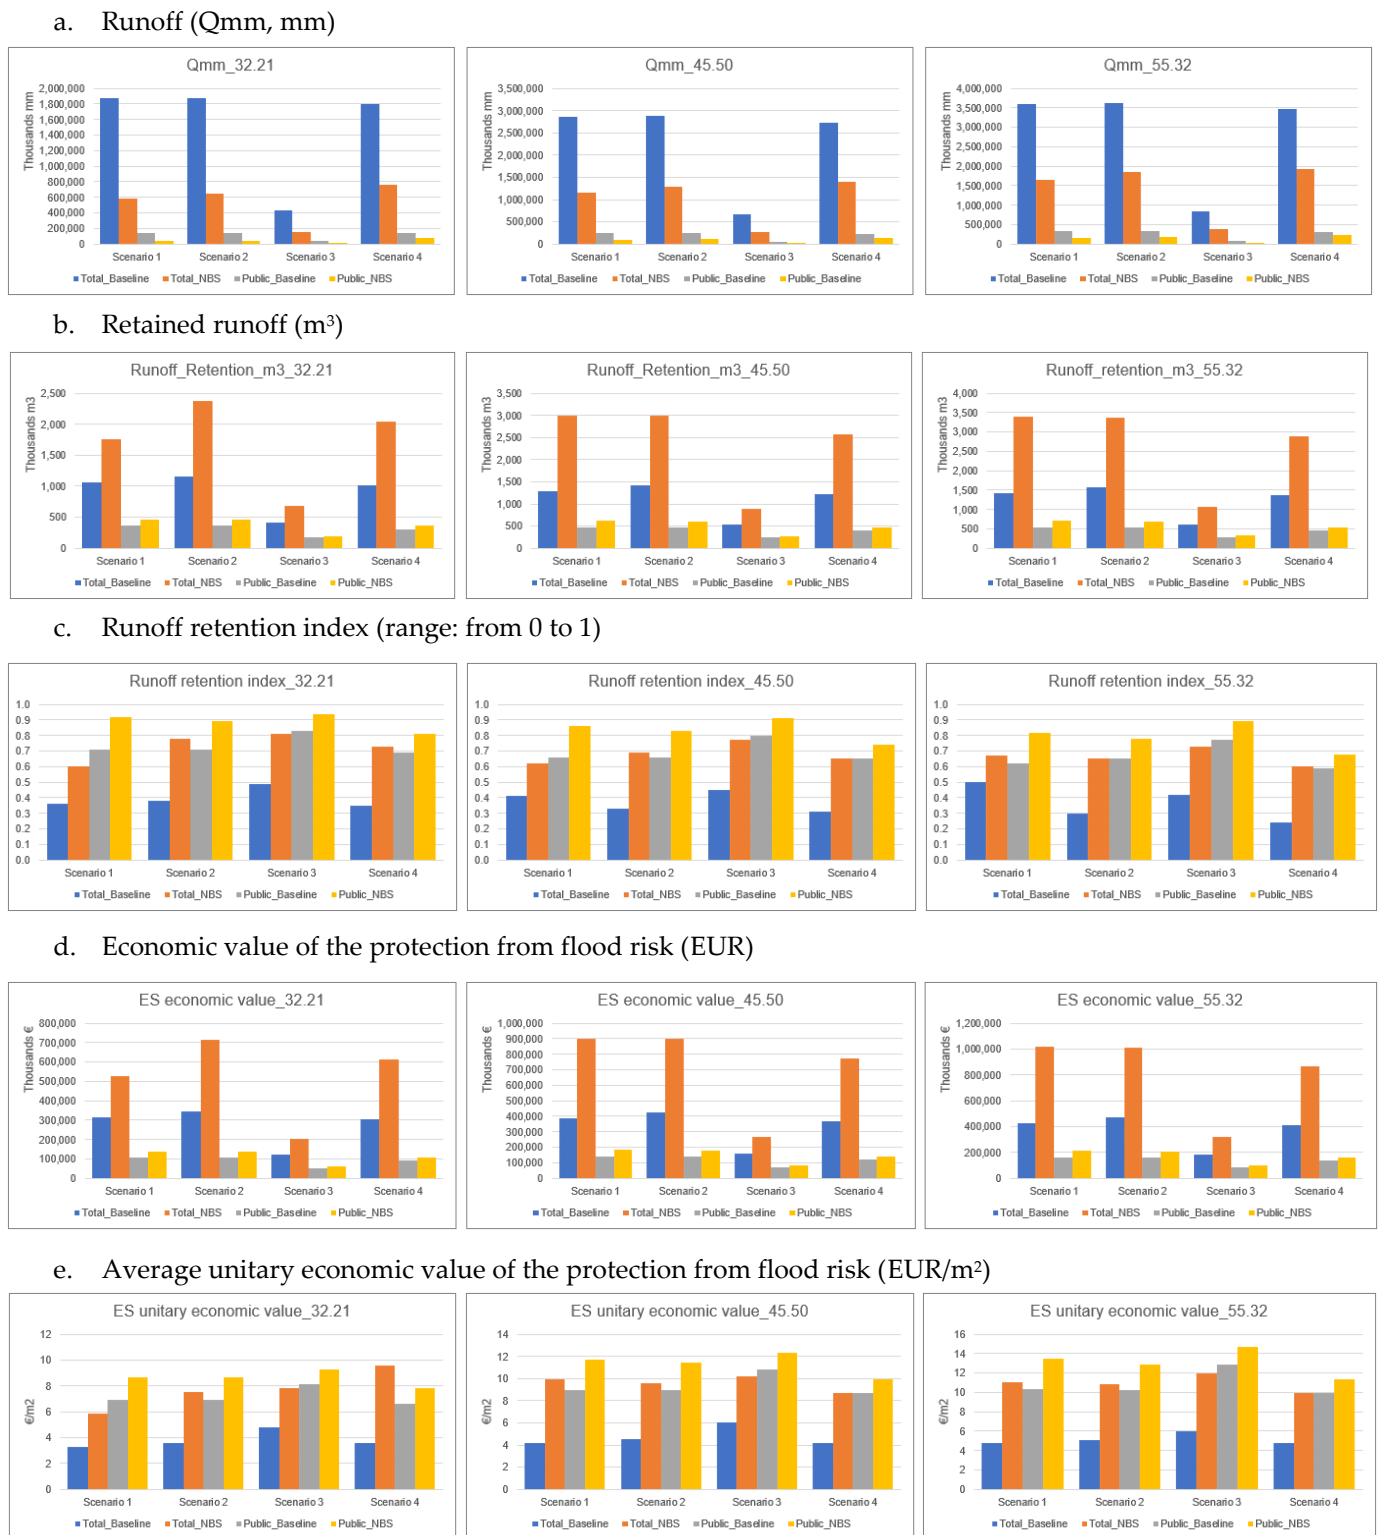 a. Runoff (Qmm, mm)
Qmm_32.21
Thousands mm
2,000,000
1,800,000
1,600,000
1,400,000
1,200,000
1,000,000
800,000
600,000
400,000
200,000
0
Scenario 1 Scenario 2 Scenario 3 Scenario 4
Total_Baseline Total_NBS Public_Baseline Public_NBS
Qmm_45.50
Thousands mm
3,500,000
3,000,000
2,500,000
2,000,000
1,500,000
1,000,000
500,000
0
Scenario 1 Scenario 2 Scenario 3 Scenario 4
Total_Baseline Total_NBS Public_NBS Public_Baseline
Qmm_55.32
Thousands mm
4,000,000
3,500,000
3,000,000
2,500,000
2,000,000
1,500,000
1,000,000
500,000
0
Scenario 1 Scenario 2 Scenario 3 Scenario 4
Total_Baseline Total_NBS Public_Baseline Public_NBS
b. Retained runoff (m³)
Runoff_Retention_m3_32.21
Thousands m3
2,500
2,000
1,500
1,000
500
0
Scenario 1 Scenario 2 Scenario 3 Scenario 4
Total_Baseline Total_NBS Public_Baseline Public_NBS
Runoff_Retention_m3_45.50
Thousands m3
3,500
3,000
2,500
2,000
1,500
1,000
500
0
Scenario 1 Scenario 2 Scenario 3 Scenario 4
Total_Baseline Total_NBS Public_Baseline Public_NBS
Runoff_retention_m3_55.32
Thousands m3
4,000
3,500
3,000
2,500
2,000
1,500
1,000
500
0
Scenario 1 Scenario 2 Scenario 3 Scenario 4
Total_Baseline Total_NBS Public_Baseline Public_NBS
c. Runoff retention index (range: from 0 to 1)
Runoff retention index_32.21
1.0
0.9
0.8
0.7
0.6
0.5
0.4
0.3
0.2
0.1
0.0
Scenario 1 Scenario 2 Scenario 3 Scenario 4
Total_Baseline Total_NBS Public_Baseline Public_NBS
Runoff retention index_45.50
1.0
0.9
0.8
0.7
0.6
0.5
0.4
0.3
0.2
0.1
0.0
Scenario 1 Scenario 2 Scenario 3 Scenario 4
Total_Baseline Total_NBS Public_Baseline Public_NBS
Runoff retention index_55.32
1.0
0.9
0.8
0.7
0.6
0.5
0.4
0.3
0.2
0.1
0.0
Scenario 1 Scenario 2 Scenario 3 Scenario 4
Total_Baseline Total_NBS Public_Baseline Public_NBS
d. Economic value of the protection from flood risk (EUR)
ES economic value_32.21
Thousands €
800,000
700,000
600,000
500,000
400,000
300,000
200,000
100,000
0
Scenario 1 Scenario 2 Scenario 3 Scenario 4
Total_Baseline Total_NBS Public_Baseline Public_NBS
ES economic value_45.50
Thousands €
1,000,000
900,000
800,000
700,000
600,000
500,000
400,000
300,000
200,000
100,000
0
Scenario 1 Scenario 2 Scenario 3 Scenario 4
Total_Baseline Total_NBS Public_Baseline Public_NBS
ES economic value_55.32
Thousands €
1,200,000
1,000,000
800,000
600,000
400,000
200,000
0
Scenario 1 Scenario 2 Scenario 3 Scenario 4
Total_Baseline Total_NBS Public_Baseline Public_NBS
e. Average unitary economic value of the protection from flood risk (EUR/m²)
ES unitary economic value_32.21
€/m2
12
10
8
6
4
2
0
Scenario 1 Scenario 2 Scenario 3 Scenario 4
Total_Baseline Total_NBS Public_Baseline Public_NBS
ES unitary economic value_45.50
€/m2
14
12
10
8
6
4
2
0
Scenario 1 Scenario 2 Scenario 3 Scenario 4
Total_Baseline Total_NBS Public_Baseline Public_NBS
ES unitary economic value_55.32
€/m2
16
14
12
10
8
6
4
2
0
Scenario 1 Scenario 2 Scenario 3 Scenario 4
Total_Baseline Total_NBS Public_Baseline Public_NBS